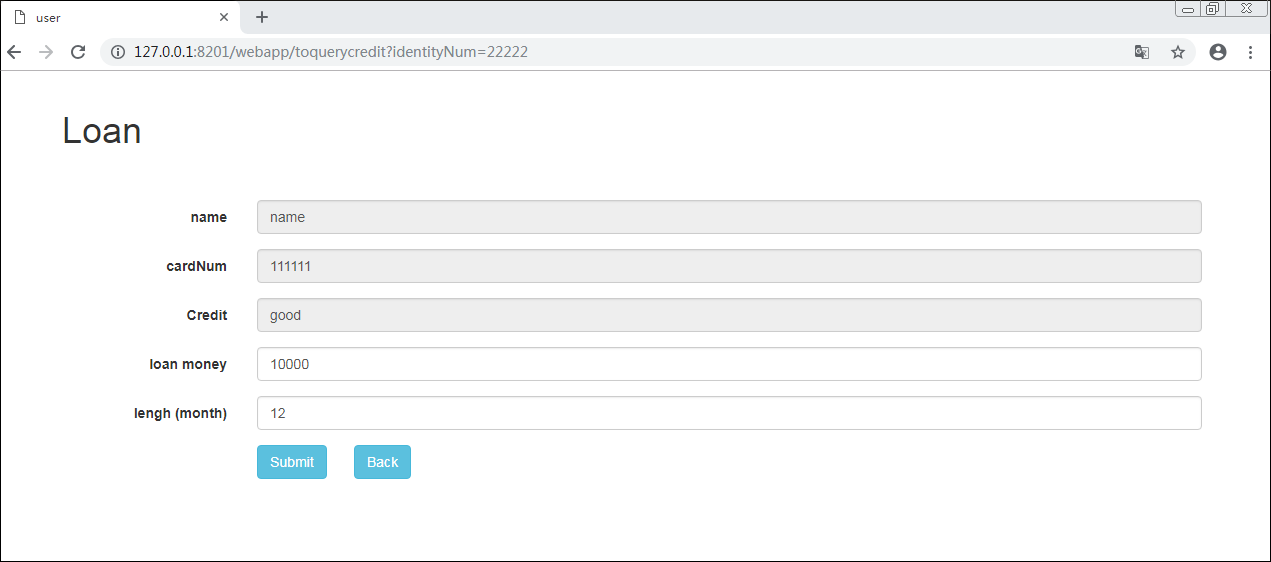 user
127.0.0.1:8201/webapp/toquerycredit?identityNum=22222
Loan
name name
cardNum 111111
Credit good
loan money 10000
lengh (month) 12
Submit Back